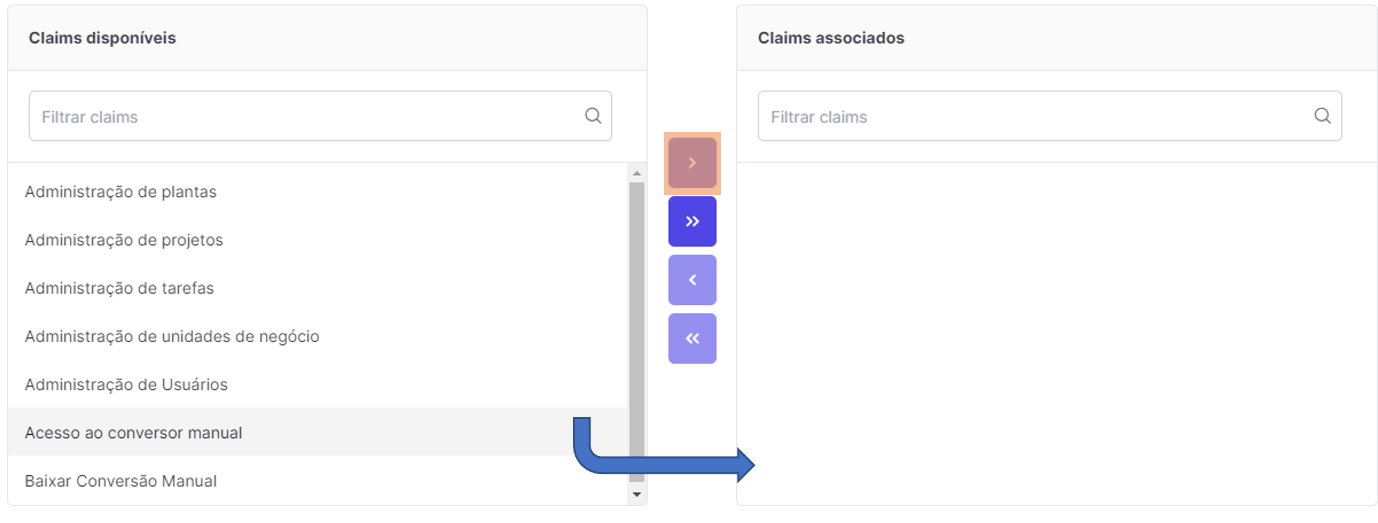 Claims disponíveis
Filtrar claims
Administração de plantas
Administração de projetos
Administração de tarefas
Administração de unidades de negócio
Administração de Usuários
Acesso ao conversor manual
Baixar Conversão Manual
Claims associados
Filtrar claims